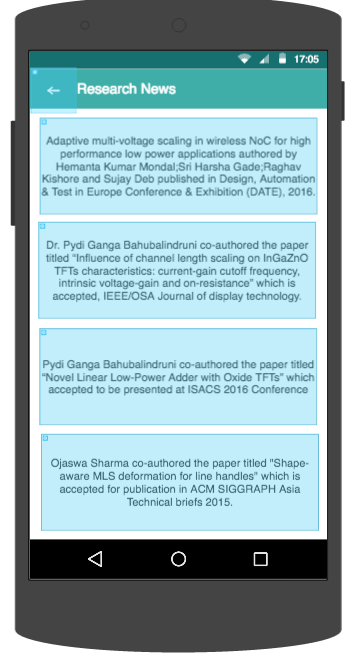 17:05
Research News
Adaptive multi-voltage scaling in wireless NoC for high
performance low power applications authored by
Hemanta Kumar Mondal;Sri Harsha Gade;Raghav
Kishore and Sujay Deb published in Design, Automation
& Test in Europe Conference & Exhibition (DATE), 2016.
Dr. Pydi Ganga Bahubalindruni co-authored the paper
titled “Influence of channel length scaling on InGaZnO
TFTs characteristics: current-gain cutoff frequency,
intrinsic voltage-gain and on-resistance” which is
accepted, IEEE/OSA Journal of display technology.
Pydi Ganga Bahubalindruni co-authored the paper titled
“Novel Linear Low-Power Adder with Oxide TFTs” which
accepted to be presented at ISACS 2016 Conference
Ojaswa Sharma co-authored the paper titled "Shape-
aware MLS deformation for line handles" which is
accepted for publication in ACM SIGGRAPH Asia
Technical briefs 2015.